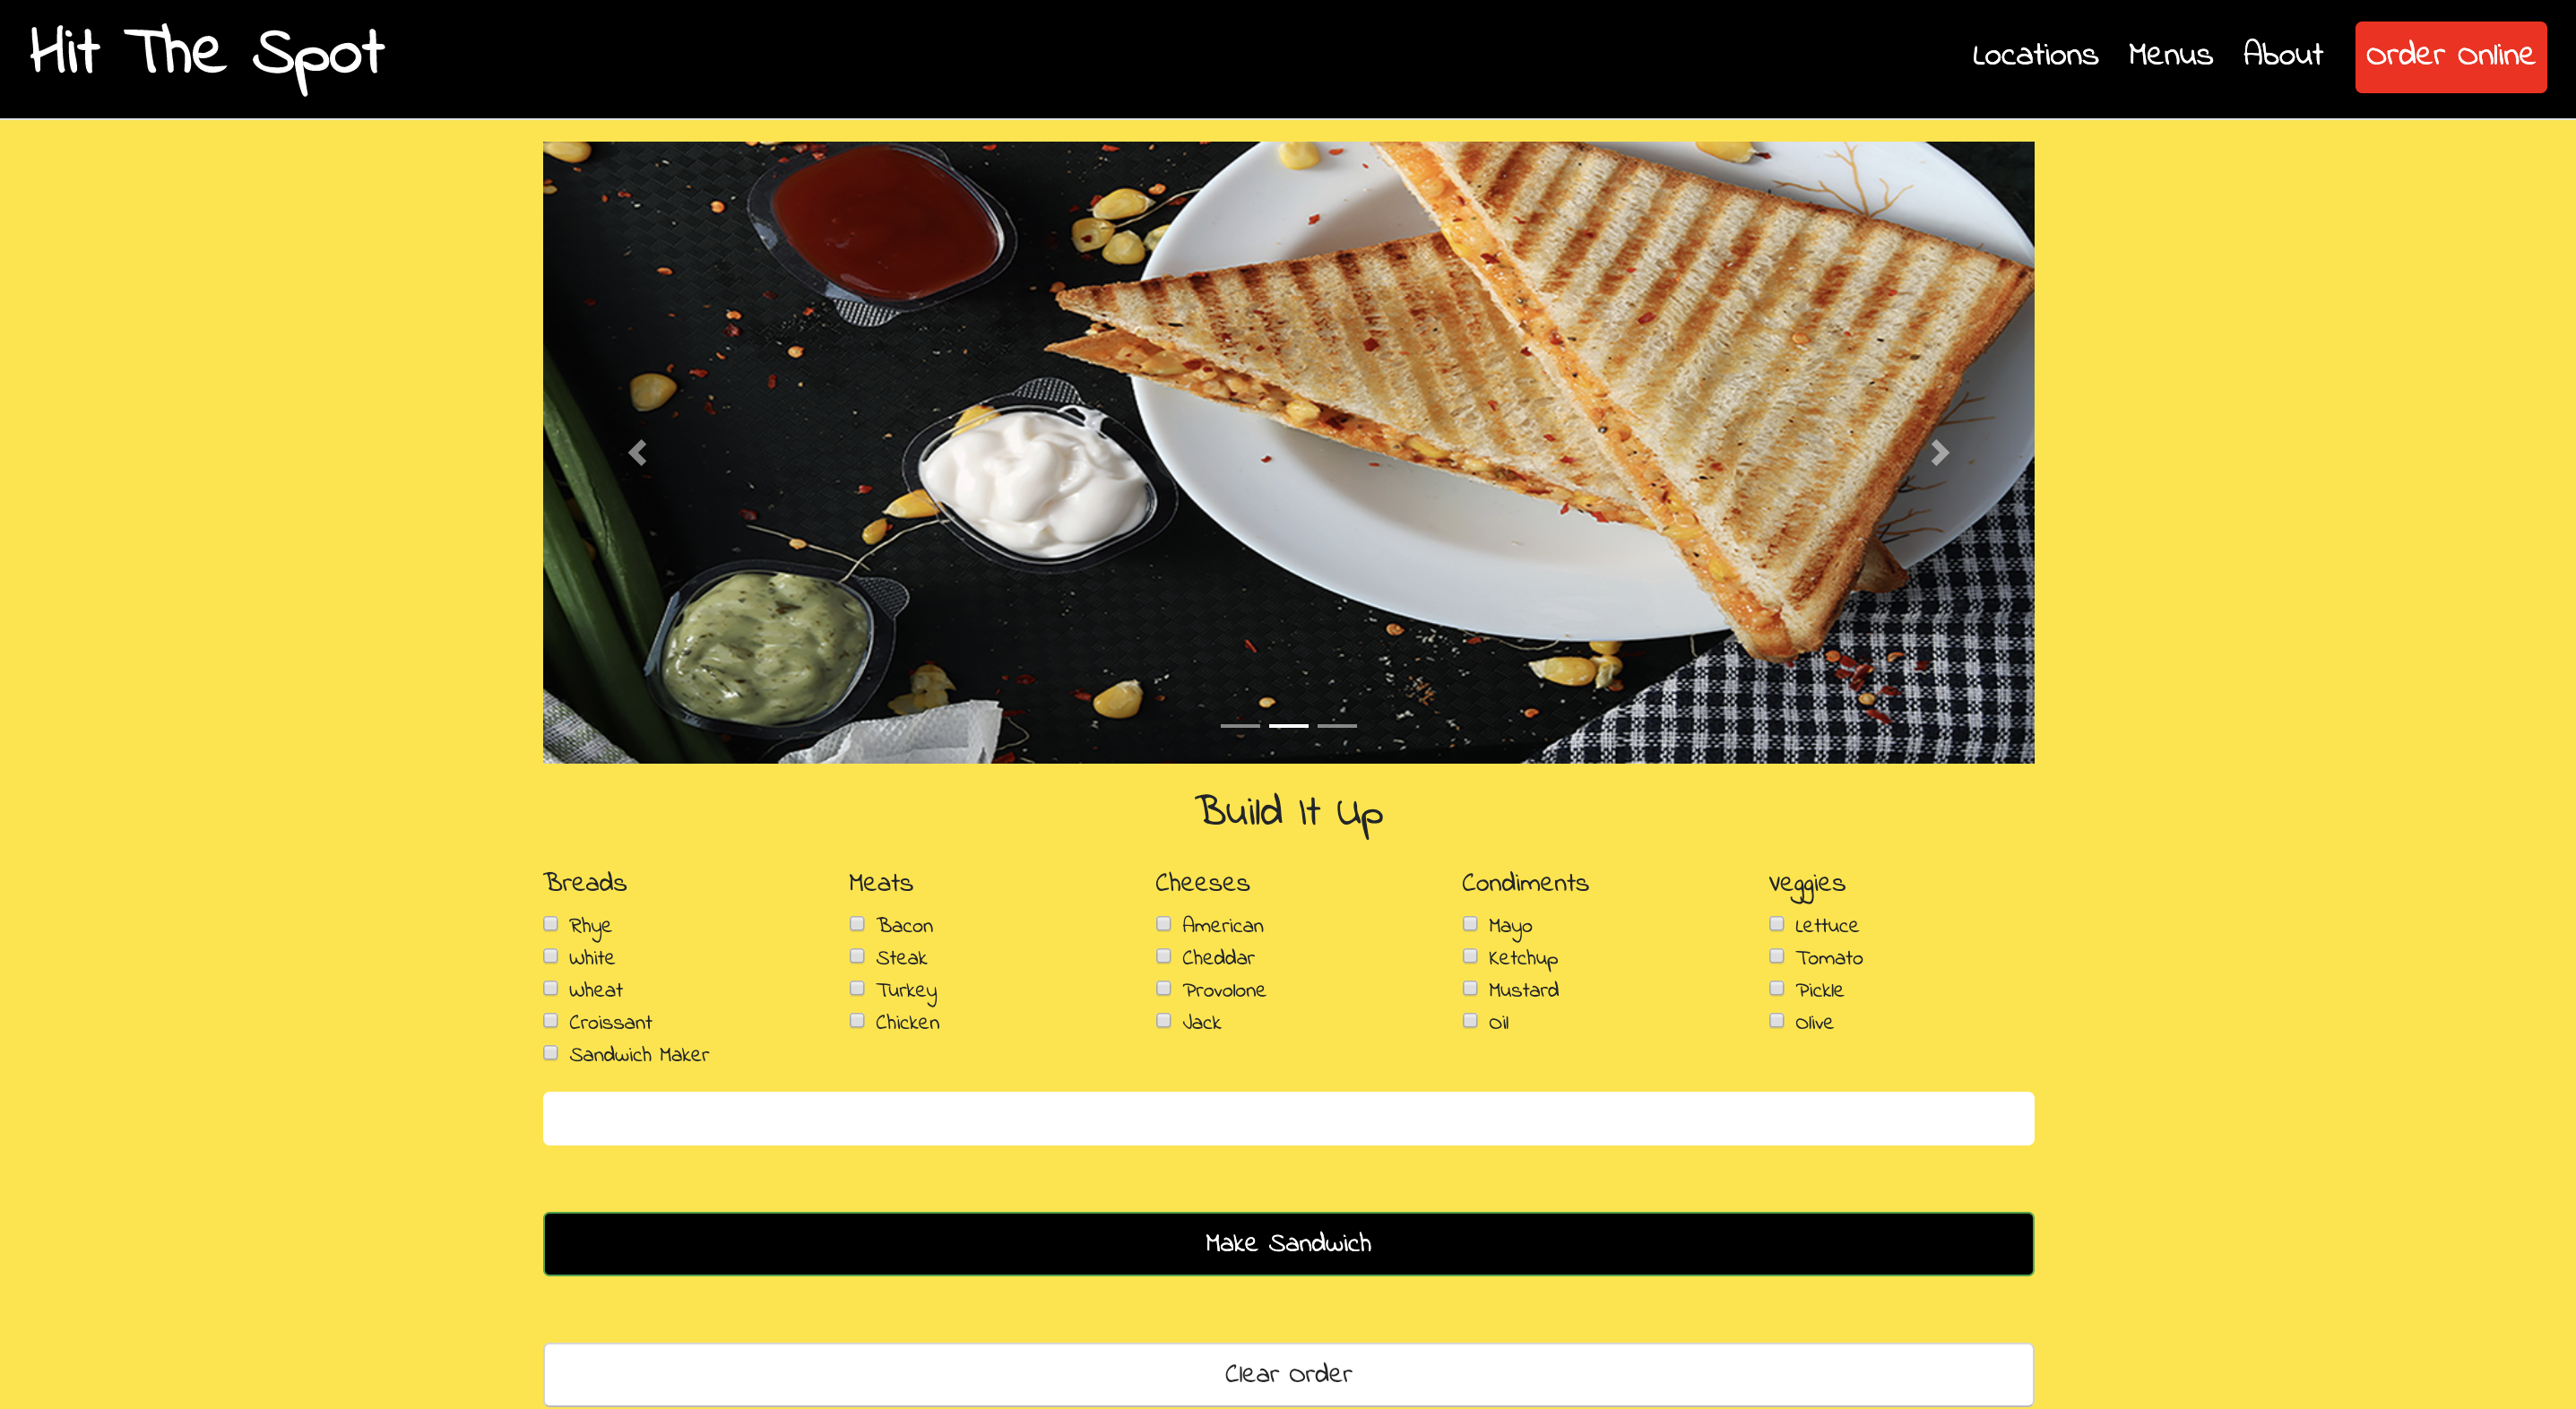 Hit The Spot
Locations Menus About Order Online
Build It Up
Breads Meats Cheeses Condiments Veggies
Rhye Bacon American Mayo Lettuce
White Steak Cheddar Ketchup Tomato
Wheat Turkey Provolone Mustard Pickle
Croissant Chicken Jack Oil Olive
Sandwich Maker
Make Sandwich
Clear Order